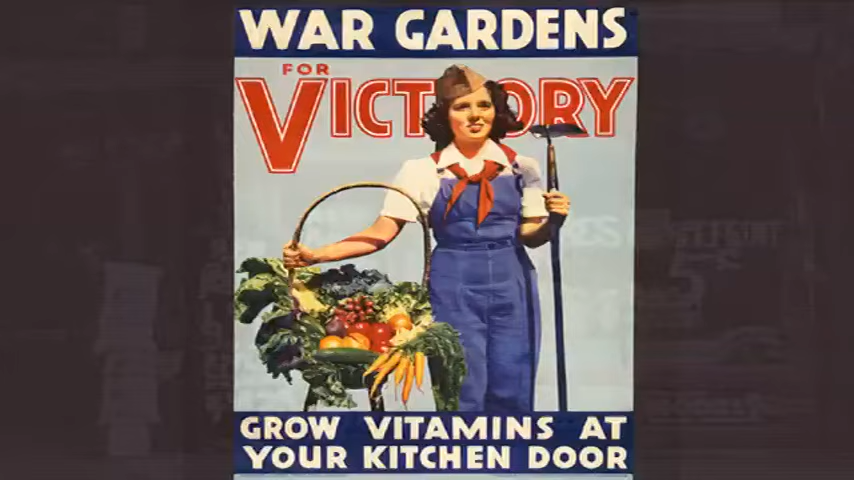 WAR GARDENS
FOR
VICTORY
GROW VITAMINS AT
YOUR KITCHEN DOOR